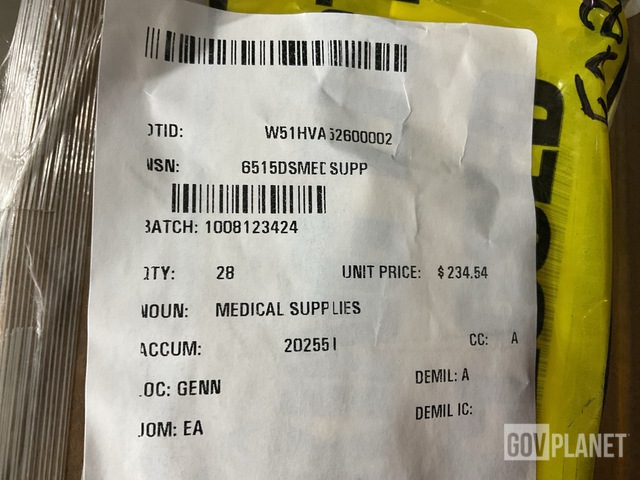 DTID: W51HVA62600002
NSN: 6515DSMEDSUPP
BATCH: 1008123424
QTY: 28 UNIT PRICE: $ 234.54
NOUN: MEDICAL SUPPLIES
ACCUM: 202551 CC: A
LOC: GENN DEMIL: A
UOM: EA DEMIL IC:
GOVPLANET